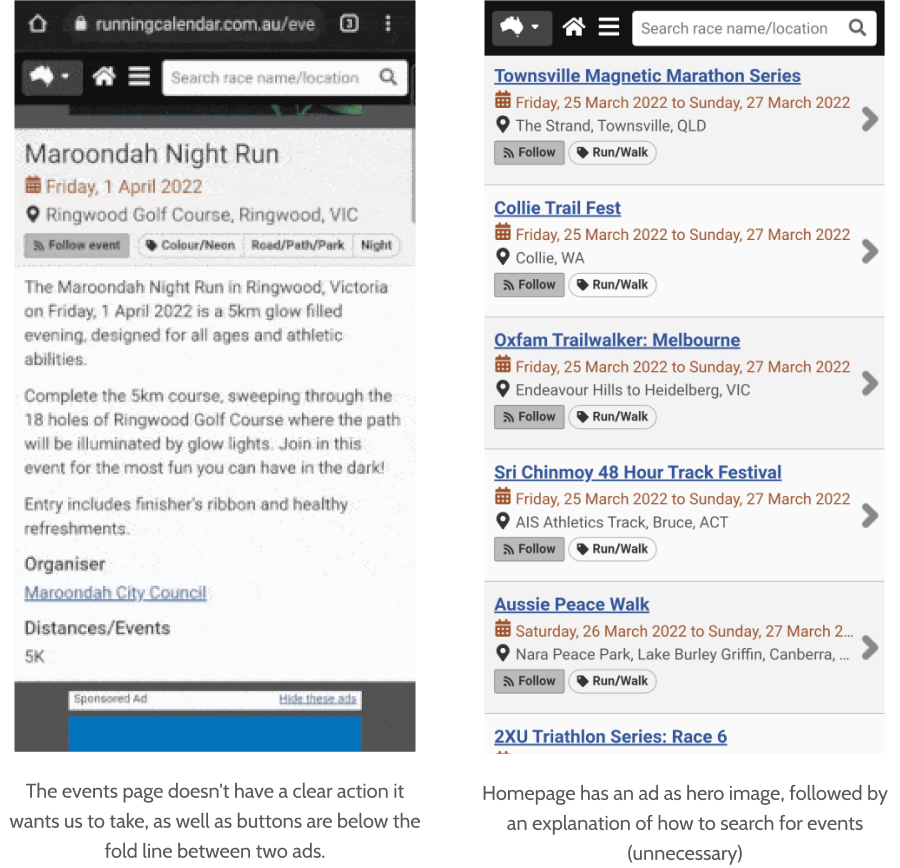 runningcalendar.com.au/eve
3
Search race name/location
Maroondah Night Run
Friday, 1 April 2022
Ringwood Golf Course, Ringwood, VIC
Follow event
Colour/Neon Road/Path/Park Night
The Maroondah Night Run in Ringwood, Victoria
on Friday, 1 April 2022 is a 5km glow filled
evening, designed for all ages and athletic
abilities.
Complete the 5km course, sweeping through the
18 holes of Ringwood Golf Course where the path
will be illuminated by glow lights. Join in this
event for the most fun you can have in the dark!
Entry includes finisher's ribbon and healthy
refreshments.
Organiser
Maroondah City Council
Distances/Events
5K
Sponsored Ad
Hide these ads
The events page doesn't have a clear action it
wants us to take, as well as buttons are below the
fold line between two ads.
Search race name/location
Townsville Magnetic Marathon Series
Friday, 25 March 2022 to Sunday, 27 March 2022
The Strand, Townsville, QLD
Follow Run/Walk
Collie Trail Fest
Friday, 25 March 2022 to Sunday, 27 March 2022
Collie, WA
Follow Run/Walk
Oxfam Trailwalker: Melbourne
Friday, 25 March 2022 to Sunday, 27 March 2022
Endeavour Hills to Heidelberg, VIC
Follow Run/Walk
Sri Chinmoy 48 Hour Track Festival
Friday, 25 March 2022 to Sunday, 27 March 2022
AIS Athletics Track, Bruce, ACT
Follow Run/Walk
Aussie Peace Walk
Saturday, 26 March 2022 to Sunday, 27 March 2...
Nara Peace Park, Lake Burley Griffin, Canberra, ...
Follow Run/Walk
2XU Triathlon Series: Race 6
Homepage has an ad as hero image, followed by
an explanation of how to search for events
(unnecessary)